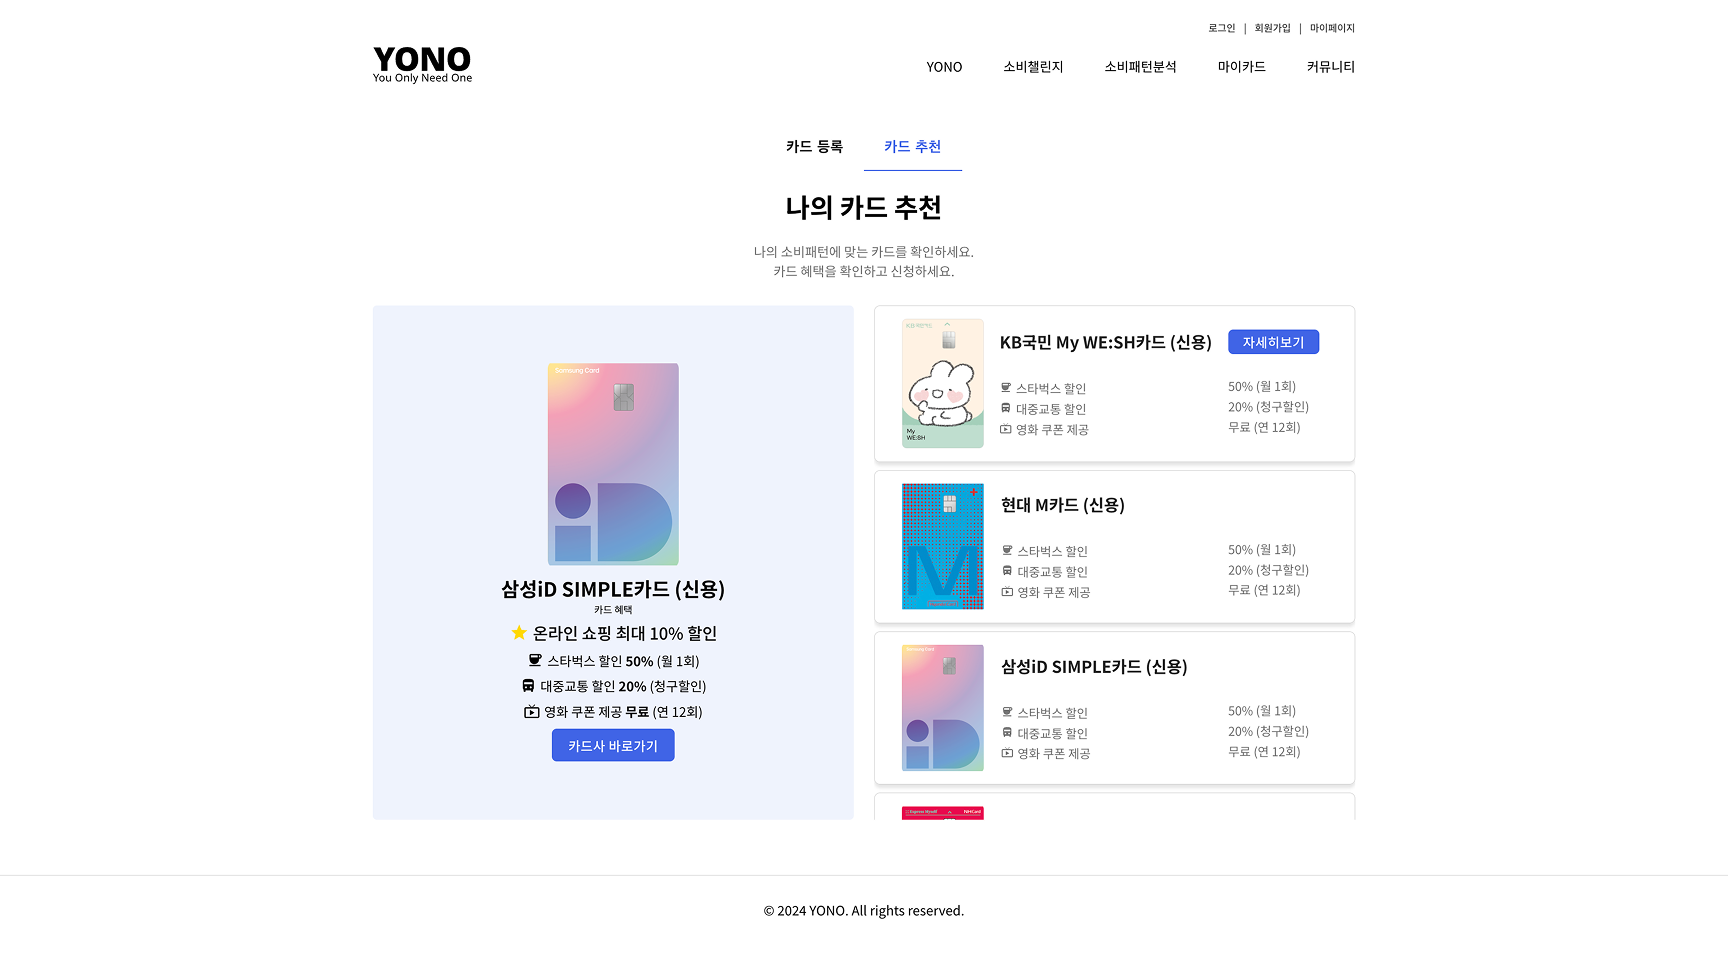 로그인 | 회원가입 | 마이페이지
YONO
You Only Need One
YONO 소비챌린지 소비패턴분석 마이카드 커뮤니티
카드 등록 카드 추천
나의 카드 추천
나의 소비패턴에 맞는 카드를 확인하세요.
카드 혜택을 확인하고 신청하세요.
Samsung Card
iD
삼성iD SIMPLE카드 (신용)
카드 혜택
온라인 쇼핑 최대 10% 할인
스타벅스 할인 50% (월 1회)
대중교통 할인 20% (청구할인)
영화 쿠폰 제공 무료 (연 12회)
카드사 바로가기
KB국민카드
My
WE:SH
KB국민 My WE:SH카드 (신용) 자세히보기
스타벅스 할인 50% (월 1회)
대중교통 할인 20% (청구할인)
영화 쿠폰 제공 무료 (연 12회)
M
현대 M카드 (신용)
스타벅스 할인 50% (월 1회)
대중교통 할인 20% (청구할인)
영화 쿠폰 제공 무료 (연 12회)
Samsung Card
iD
삼성iD SIMPLE카드 (신용)
스타벅스 할인 50% (월 1회)
대중교통 할인 20% (청구할인)
영화 쿠폰 제공 무료 (연 12회)
NH Card
© 2024 YONO. All rights reserved.